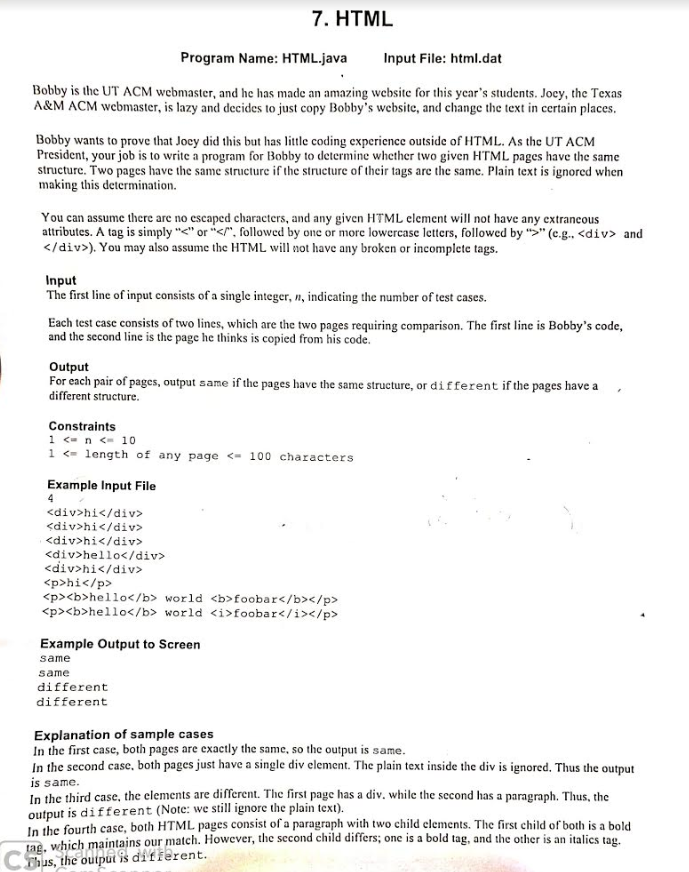 7. HTML
Program Name: HTML.java Input File: html.dat
Bobby is the UT ACM webmaster, and he has made an amazing website for this year's students. Joey, the Texas
A&M ACM webmaster, is lazy and decides to just copy Bobby's website, and change the text in certain places.
Bobby wants to prove that Joey did this but has little coding experience outside of HTML. As the UT ACM
President, your job is to write a program for Bobby to determine whether two given HTML pages have the same
structure. Two pages have the same structure if the structure of their tags are the same. Plain text is ignored when
making this determination.
You can assume there are no escaped characters, and any given HTML element will not have any extraneous
attributes. A tag is simply "<" or "</", followed by one or more lowercase letters, followed by ">" (e.g., <div> and
</div>). You may also assume the HTML will not have any broken or incomplete tags.
Input
The first line of input consists of a single integer, n, indicating the number of test cases.
Each test case consists of two lines, which are the two pages requiring comparison. The first line is Bobby's code,
and the second line is the page he thinks is copied from his code.
Output
For each pair of pages, output same if the pages have the same structure, or different if the pages have a
different structure.
Constraints
1 <= n <= 10
1 <= length of any page <= 100 characters
Example Input File
4
<div>hi</div>
<div>hi</div>
<div>hi</div>
<div>hello</div>
<div>hi</div>
<p>hi</p>
<p><b>hello</b> world <b>foobar</b></p>
<p><b>hello</b> world <i>foobar</i></p>
Example Output to Screen
same
same
different
different
Explanation of sample cases
In the first case, both pages are exactly the same, so the output is same.
In the second case, both pages just have a single div element. The plain text inside the div is ignored. Thus the output
is same.
In the third case, the elements are different. The first page has a div, while the second has a paragraph. Thus, the
output is different (Note: we still ignore the plain text).
In the fourth case, both HTML pages consist of a paragraph with two child elements. The first child of both is a bold
tag, which maintains our match. However, the second child differs; one is a bold tag, and the other is an italics tag.
Thus, the output is different.
CS Scanned with